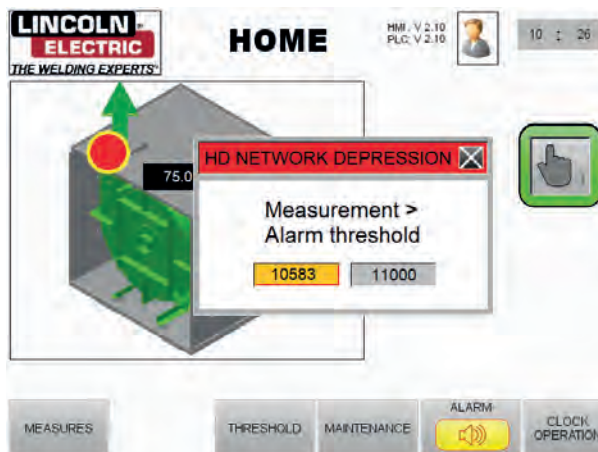 LINCOLN
ELECTRIC
THE WELDING EXPERTS
HOME
HMI: V 2.10
PLC: V 2.10
10 : 26
75.0
HD NETWORK DEPRESSION
Measurement >
Alarm threshold
10583 11000
MEASURES
THRESHOLD
MAINTENANCE
ALARM
CLOCK
OPERATION